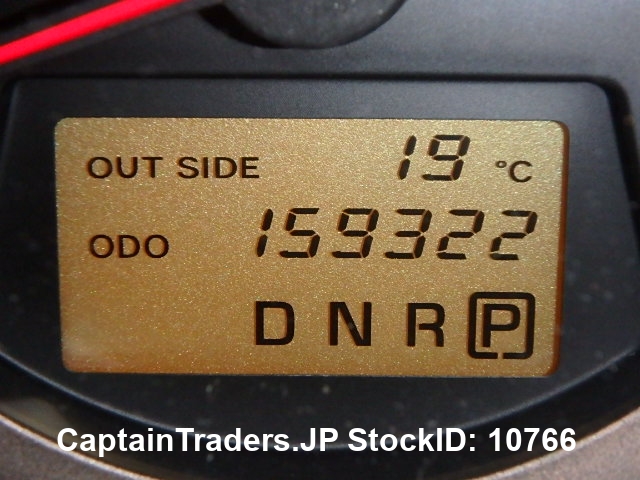 OUT SIDE 19 °C
ODO 159322
D N R P
CaptainTraders.JP StockID: 10766